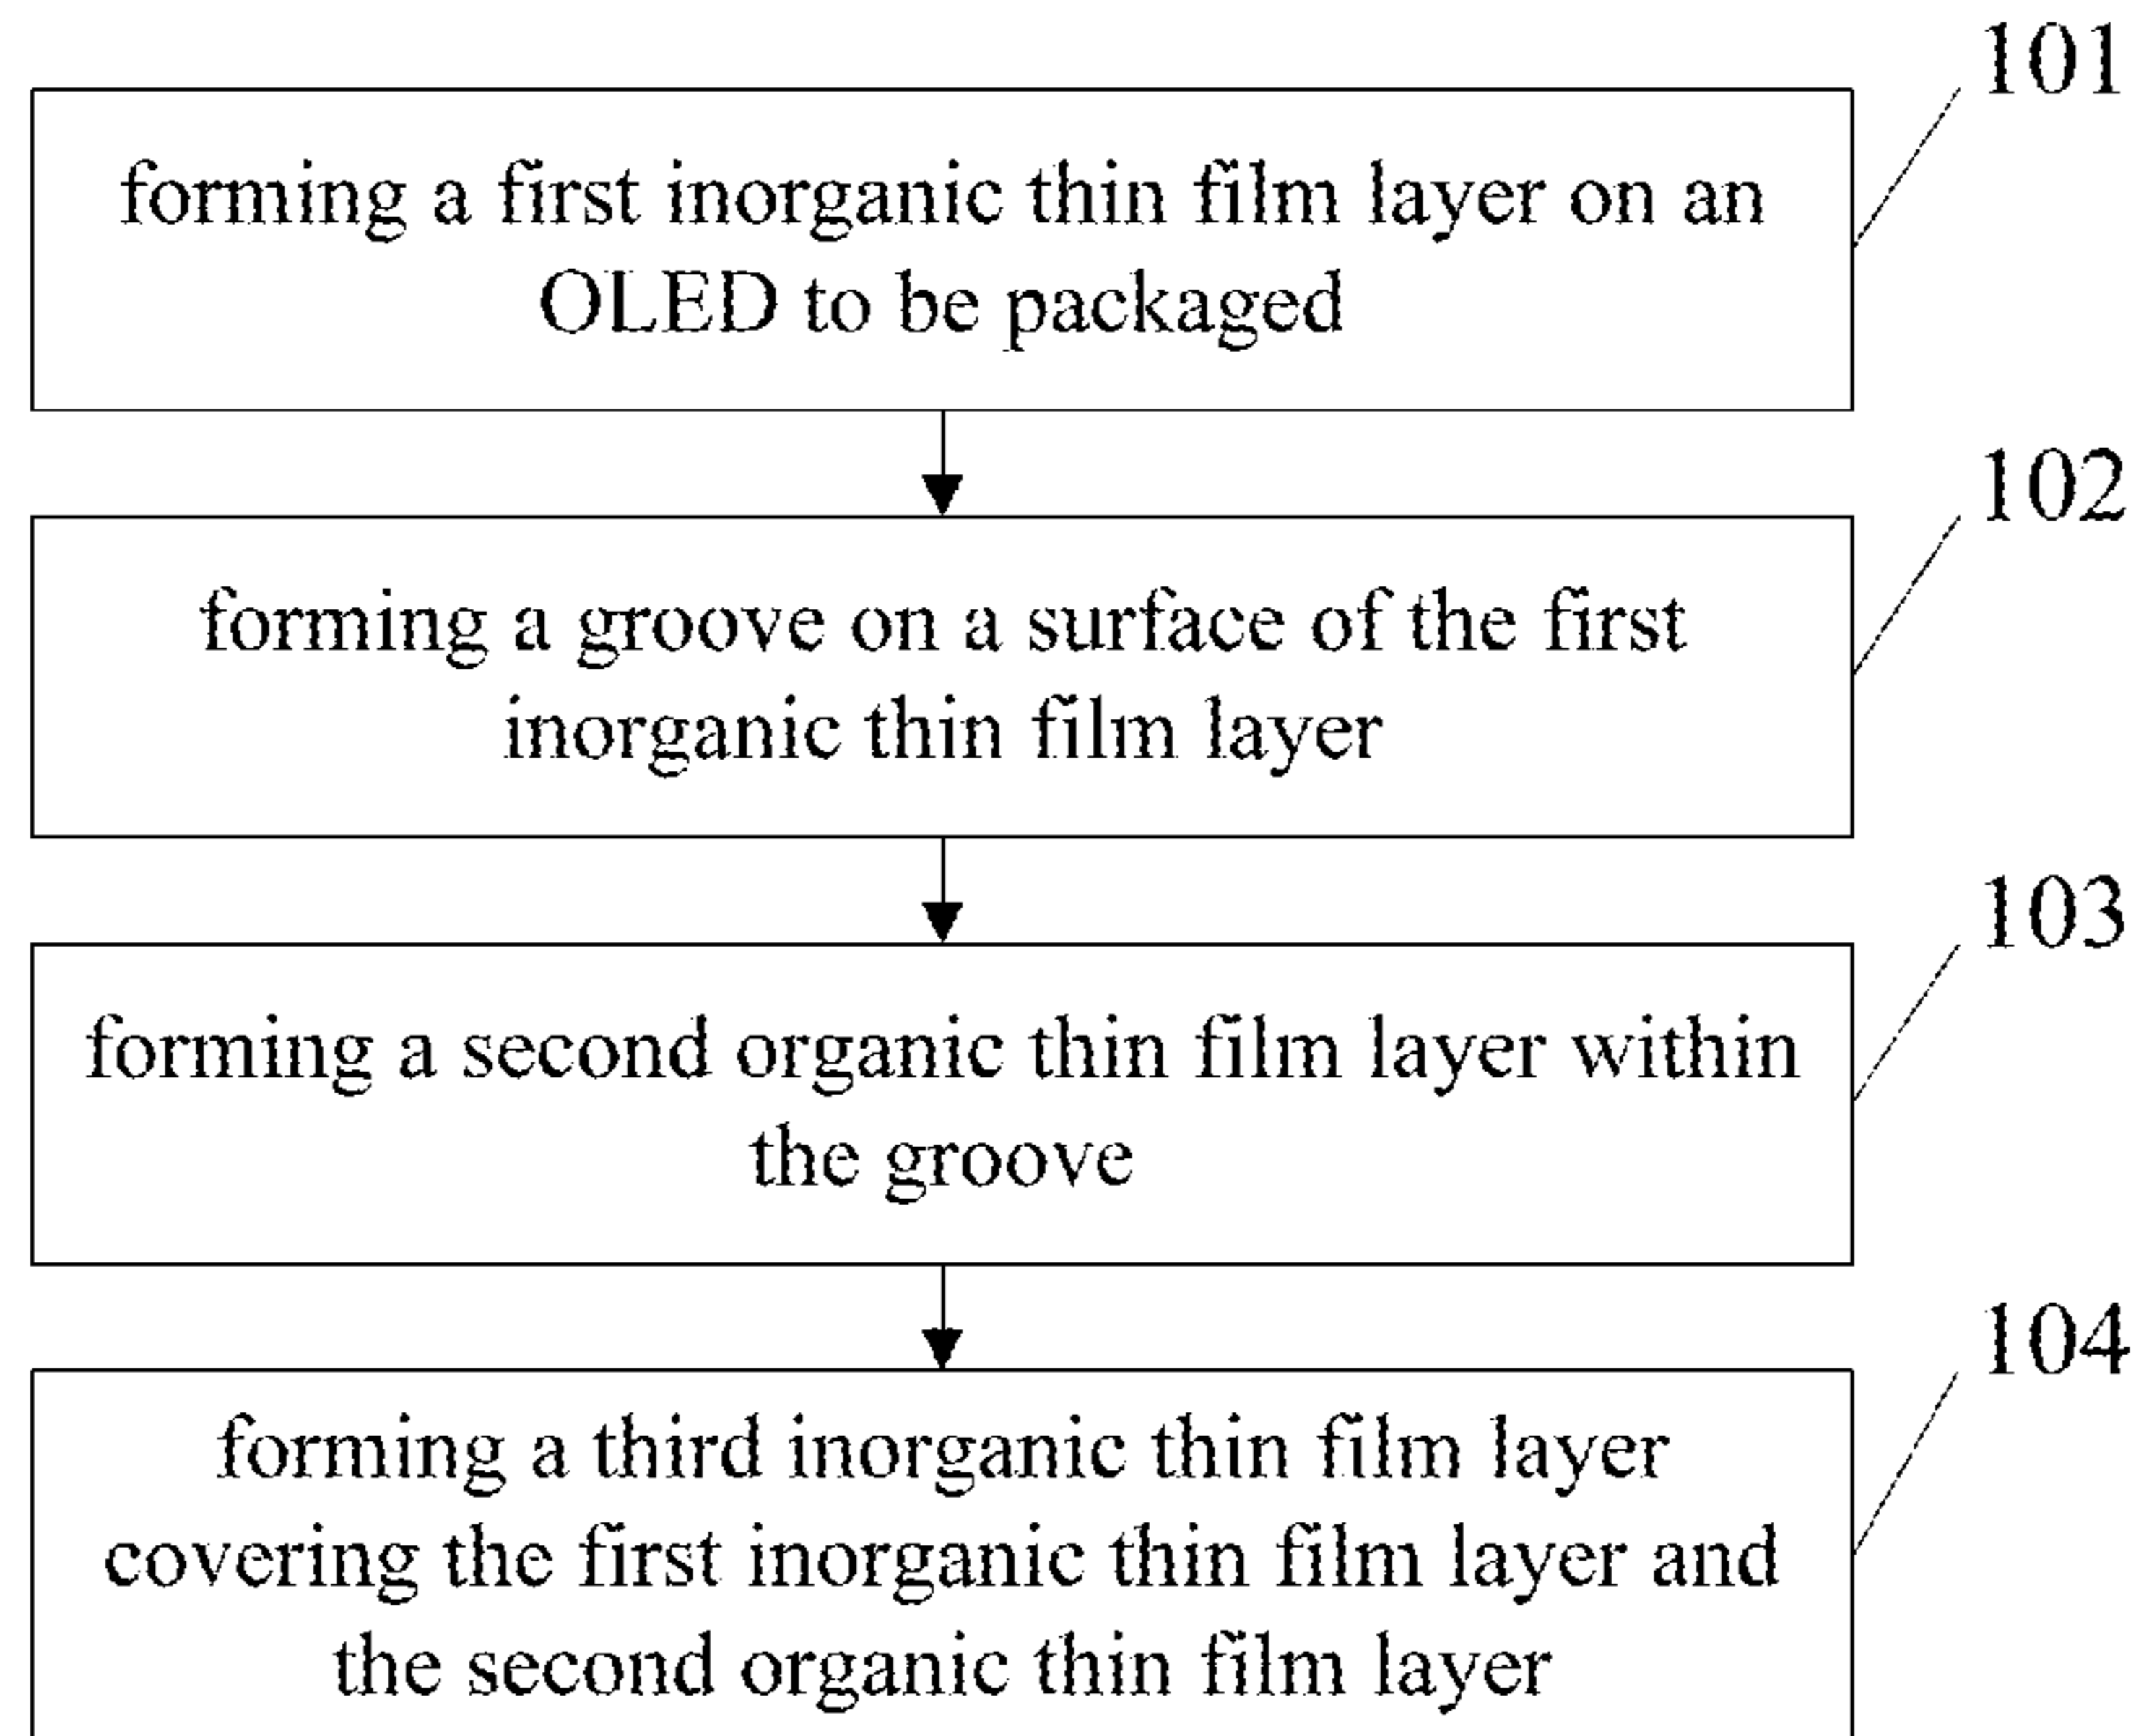 101
forming a first inorganic thin film layer on an
OLED to be packaged
102
forming a groove on a surface of the first
inorganic thin film layer
103
forming a second organic thin film layer within
the groove
104
forming a third inorganic thin film layer
covering the first inorganic thin film layer and
the second organic thin film layer